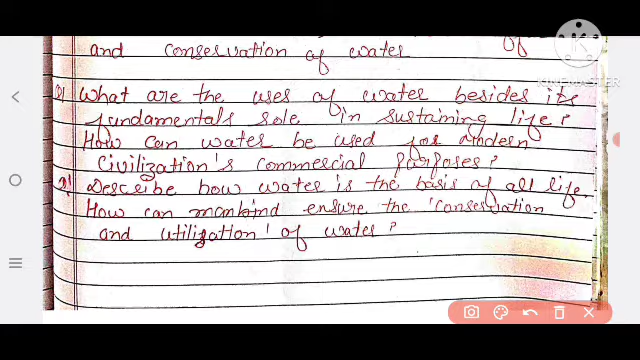 of
and conservation of water
KINEMASTER
Q) What are the uses of water besides its
fundamentals role in sustaining life?
How can water be used for modern
civilization's commercial purposes?
Q) Describe how water is the basis of all life.
How can mankind ensure the 'conservation
and utilization' of water?